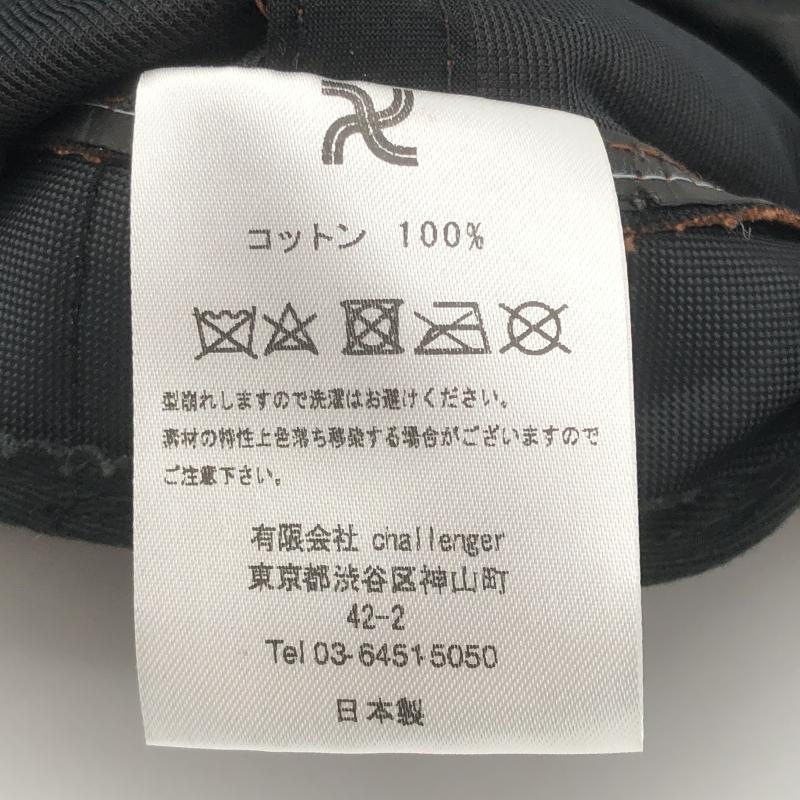 コットン 100%
型崩れしますので洗濯はお避けください。
素材の特性上色落ち移染する場合がございますので
ご注意下さい。
有限会社 challenger
東京都渋谷区神山町
42-2
Tel 03-6451-5050
日本製